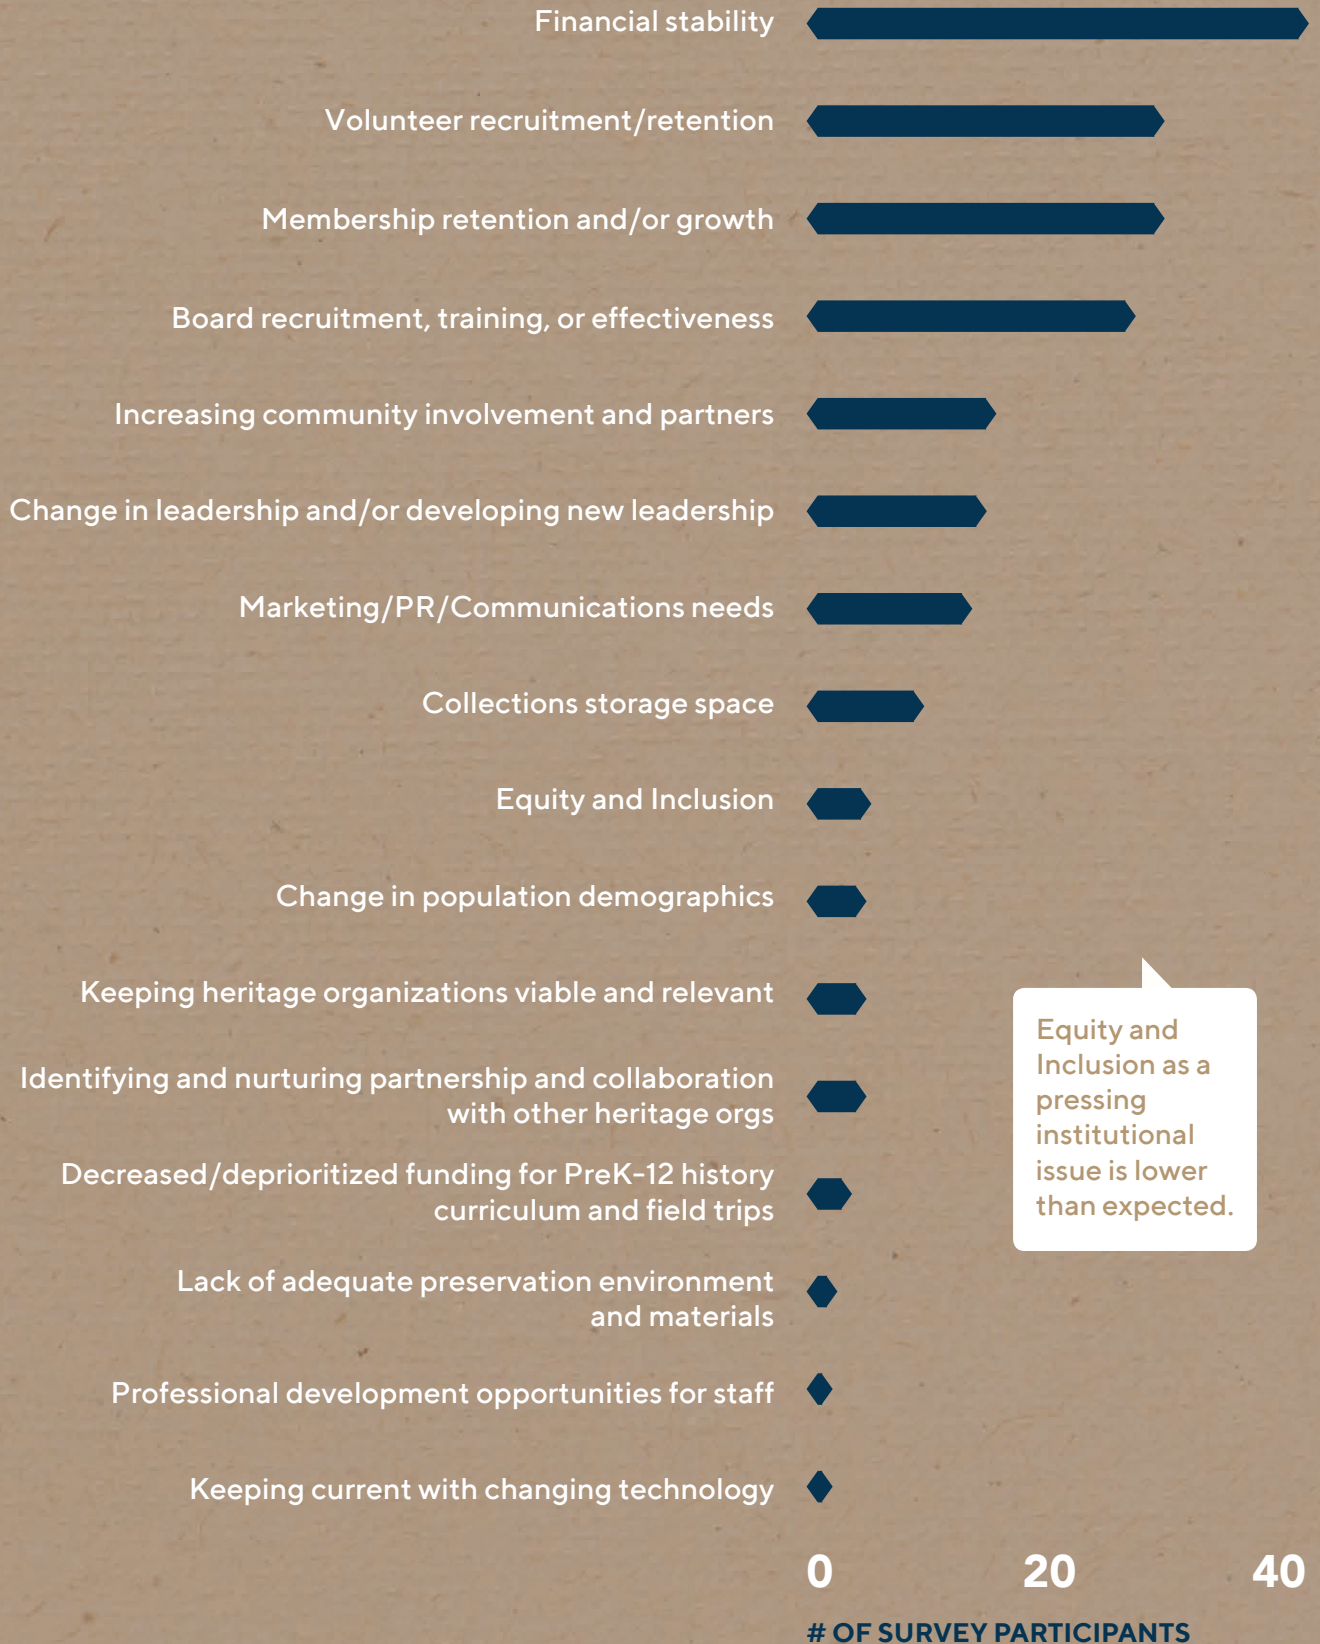 Financial stability
Volunteer recruitment/retention
Membership retention and/or growth
Board recruitment, training, or effectiveness
Increasing community involvement and partners
Change in leadership and/or developing new leadership
Marketing/PR/Communications needs
Collections storage space
Equity and Inclusion
Change in population demographics
Keeping heritage organizations viable and relevant
Identifying and nurturing partnership and collaboration
with other heritage orgs
Decreased/deprioritized funding for PreK-12 history
curriculum and field trips
Lack of adequate preservation environment
and materials
Professional development opportunities for staff
Keeping current with changing technology
Equity and
Inclusion as a
pressing
institutional
issue is lower
than expected.
0 20 40
# OF SURVEY PARTICIPANTS